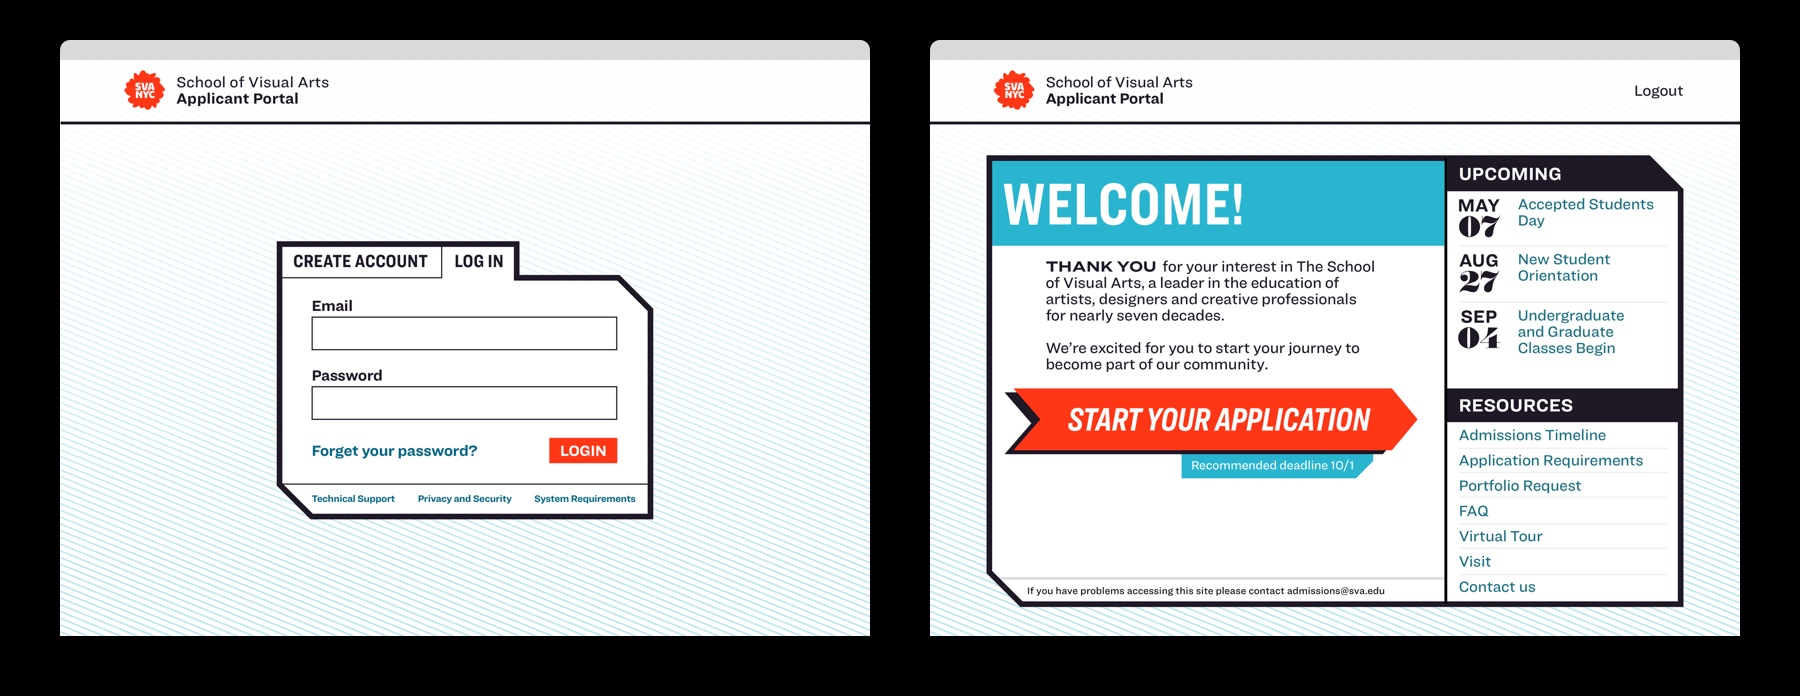 SVA
NYC
School of Visual Arts
Applicant Portal
CREATE ACCOUNT
LOG IN
Email
Password
Forget your password?
LOGIN
Technical Support
Privacy and Security
System Requirements
SVA
NYC
School of Visual Arts
Applicant Portal
Logout
WELCOME!
THANK YOU for your interest in The School
of Visual Arts, a leader in the education of
artists, designers and creative professionals
for nearly seven decades.
We’re excited for you to start your journey to
become part of our community.
START YOUR APPLICATION
Recommended deadline 10/1
If you have problems accessing this site please contact admissions@sva.edu
UPCOMING
MAY
07
Accepted Students
Day
AUG
27
New Student
Orientation
SEP
04
Undergraduate
and Graduate
Classes Begin
RESOURCES
Admissions Timeline
Application Requirements
Portfolio Request
FAQ
Virtual Tour
Visit
Contact us